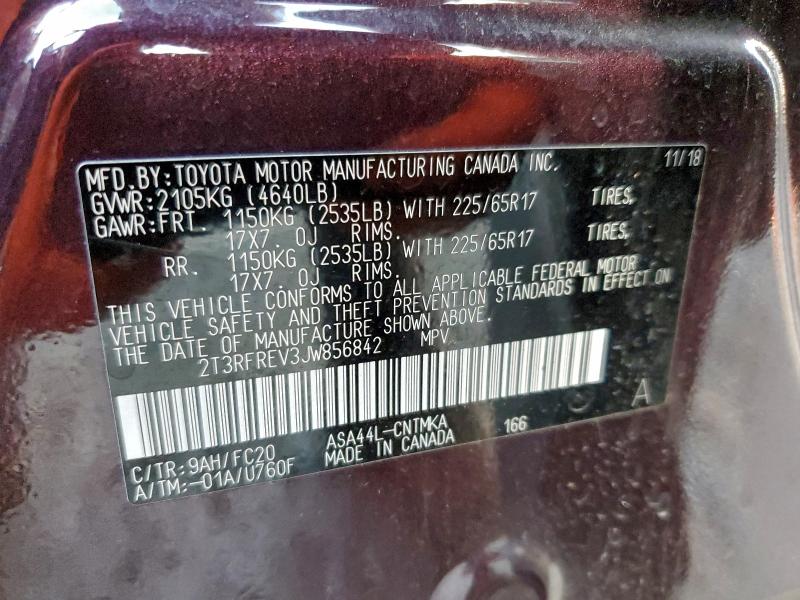 MFD.BY:TOYOTA MOTOR MANUFACTURING CANADA INC. 11/18
GVWR:2105KG (4640LB)
GAWR:FRT. 1150KG (2535LB) WITH 225/65R17 TIRES,
17X7. 0J RIMS.
RR. 1150KG (2535LB) WITH 225/65R17 TIRES,
17X7. 0J RIMS.
THIS VEHICLE CONFORMS TO ALL APPLICABLE FEDERAL MOTOR
VEHICLE SAFETY AND THEFT PREVENTION STANDARDS IN EFFECT ON
THE DATE OF MANUFACTURE SHOWN ABOVE.
2T3RFREV3JW856842 MPV
A
ASA44L-CNTMKA 166
C/TR:9AH/FC20 MADE IN CANADA
A/TM:-01A/U760F